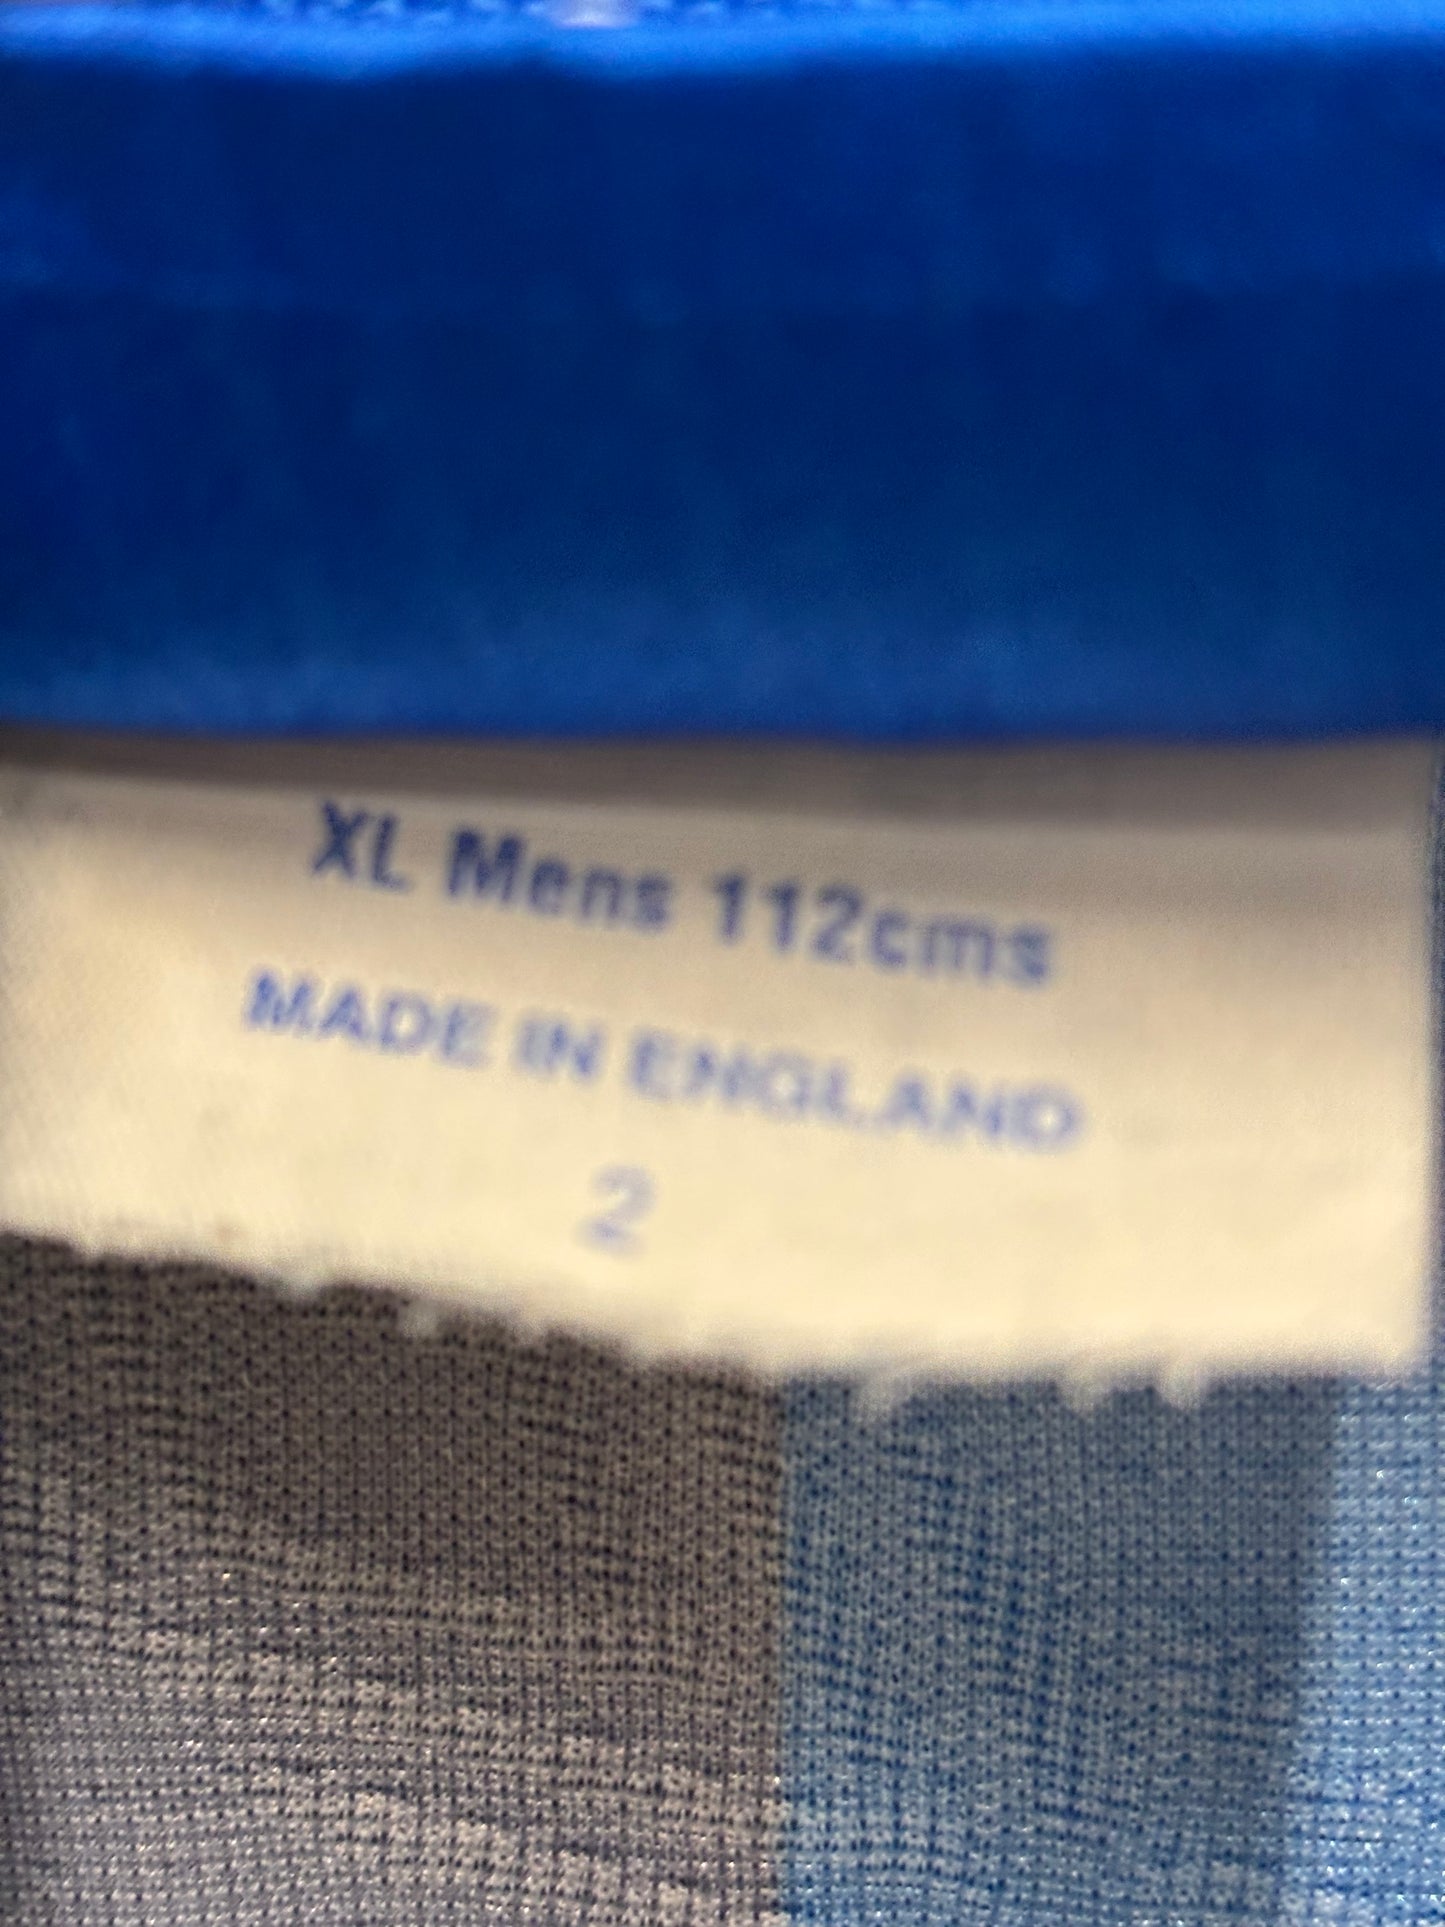 XL Mens 112cms
MADE IN ENGLAND
2